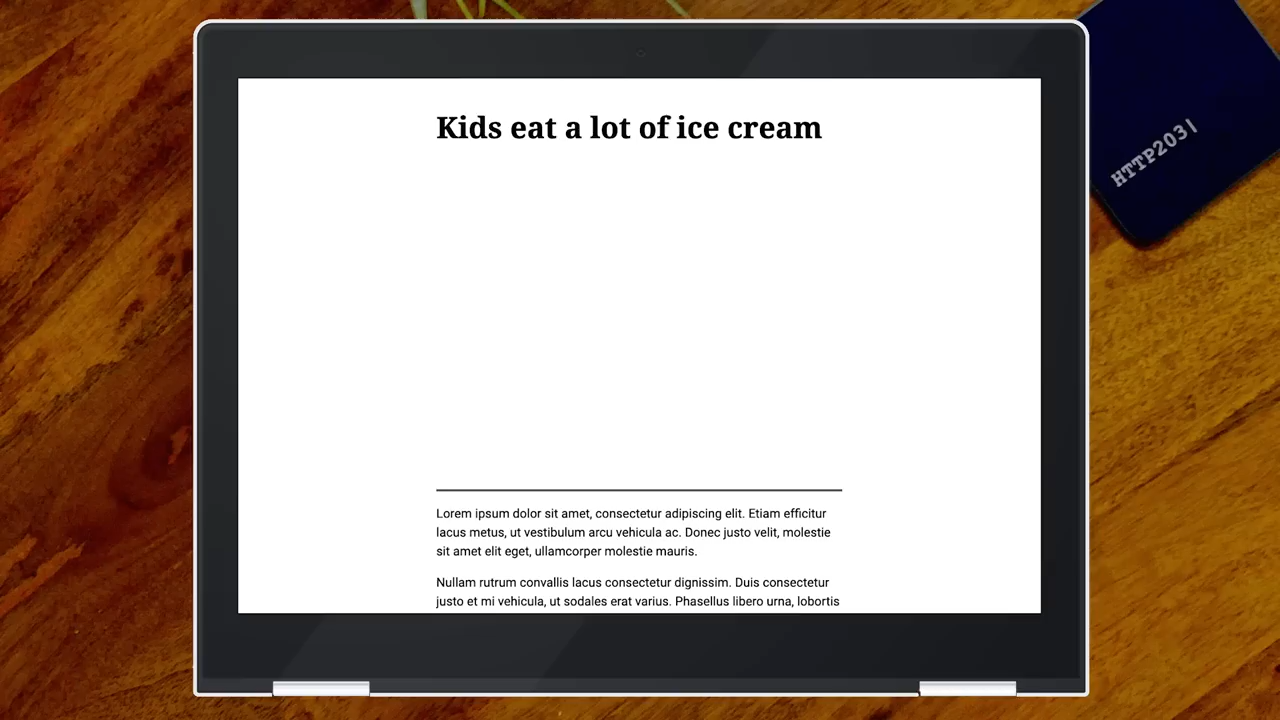 HTTP203|
Kids eat a lot of ice cream
Lorem ipsum dolor sit amet, consectetur adipiscing elit. Etiam efficitur
lacus metus, ut vestibulum arcu vehicula ac. Donec justo velit, molestie
sit amet elit eget, ullamcorper molestie mauris.
Nullam rutrum convallis lacus consectetur dignissim. Duis consectetur
justo et mi vehicula, ut sodales erat varius. Phasellus libero urna, lobortis